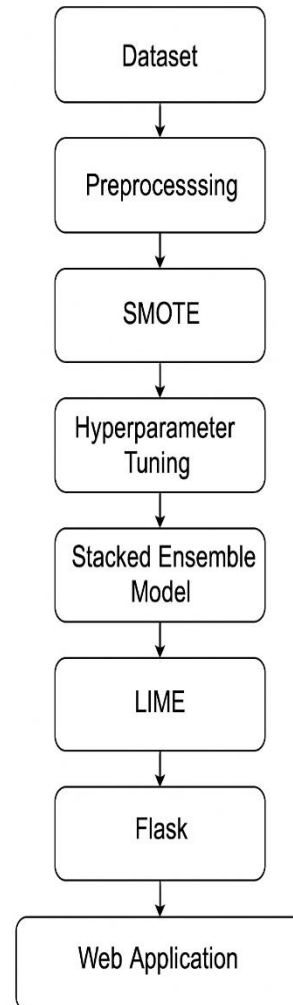 Dataset
Preprocesssing
SMOTE
Hyperparameter
Tuning
Stacked Ensemble
Model
LIME
Flask
Web Application